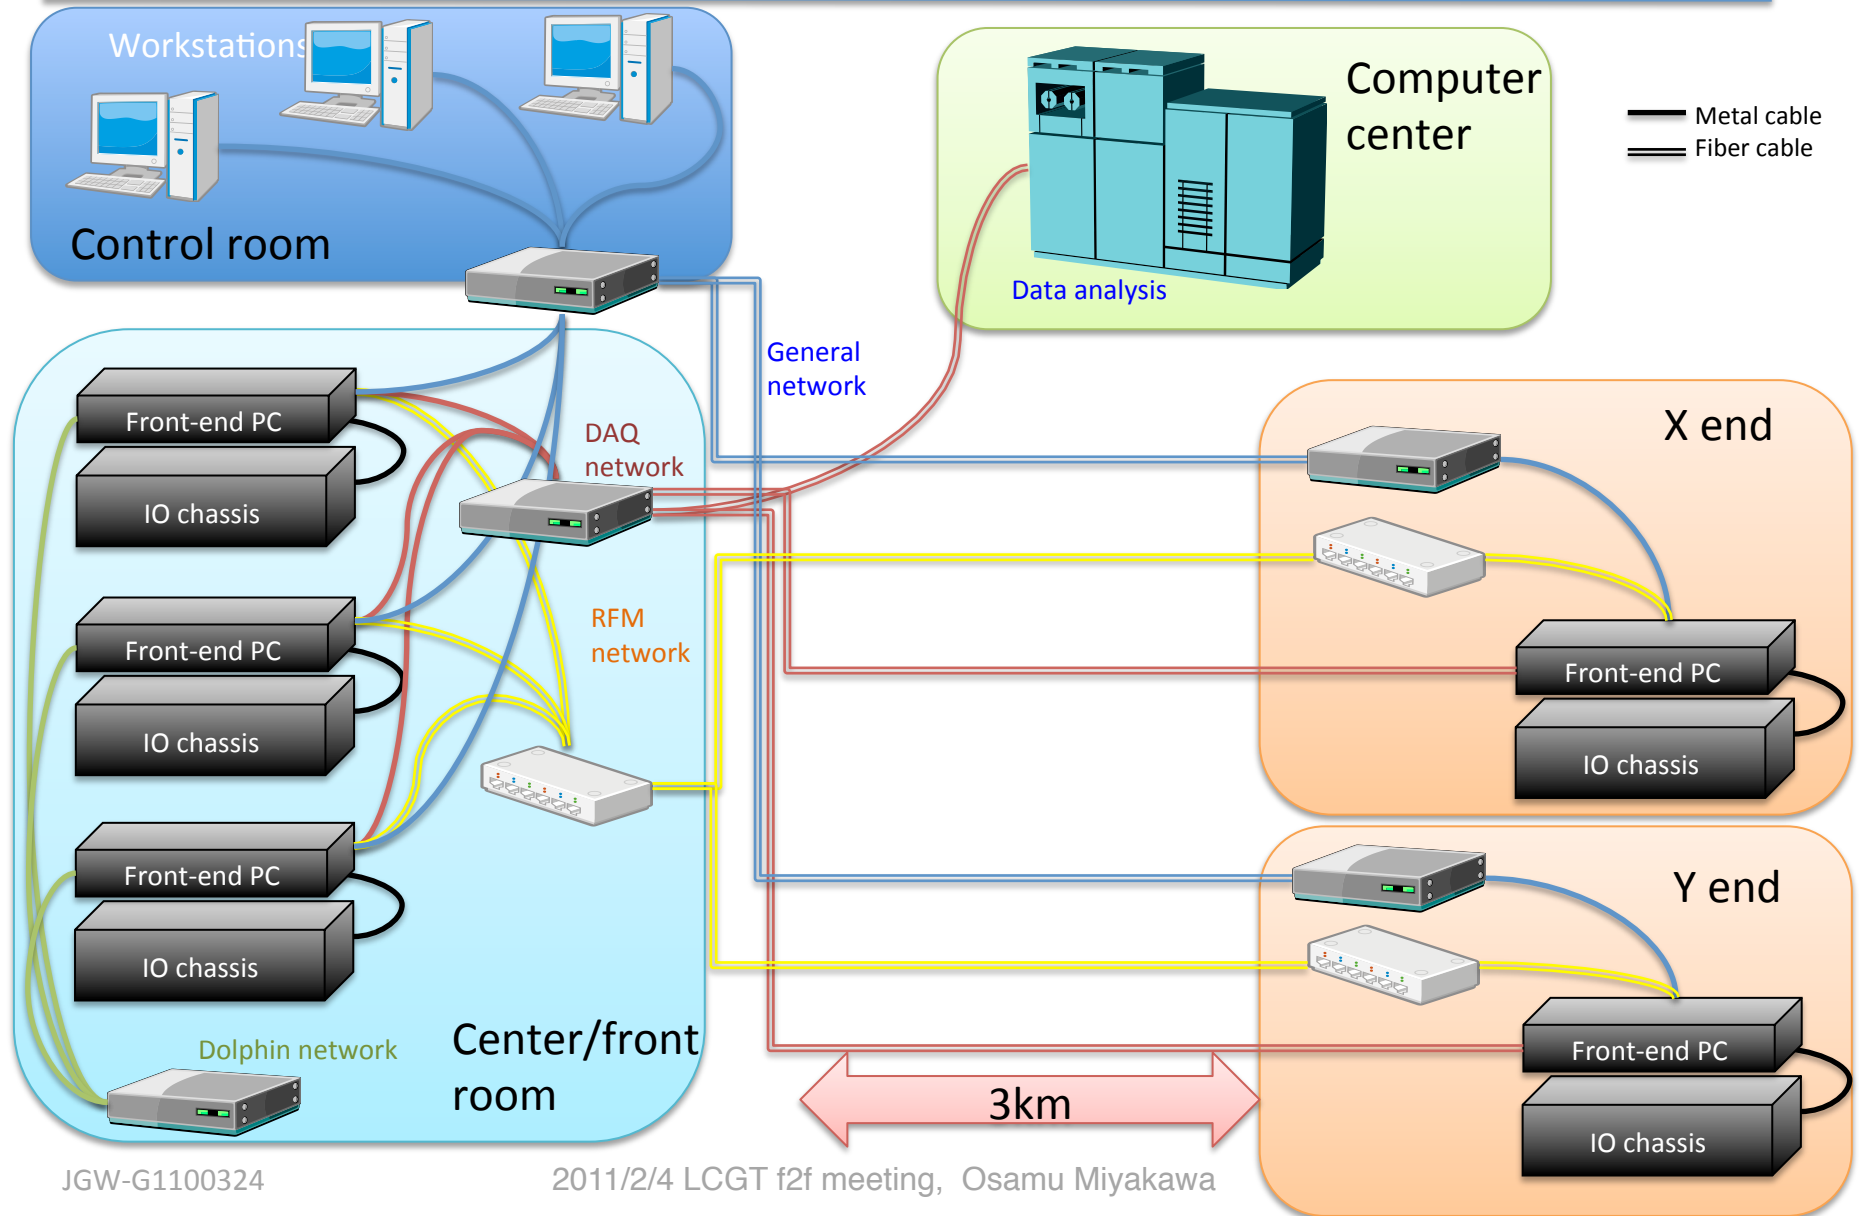 Workstations
Control room
Computer
center
Data analysis
Metal cable
Fiber cable
General
network
Front-end PC
IO chassis
DAQ
network
Front-end PC
IO chassis
RFM
network
Front-end PC
IO chassis
Dolphin network
Center/front
room
X end
Front-end PC
IO chassis
Y end
Front-end PC
IO chassis
3km
JGW-G1100324
2011/2/4 LCGT f2f meeting, Osamu Miyakawa